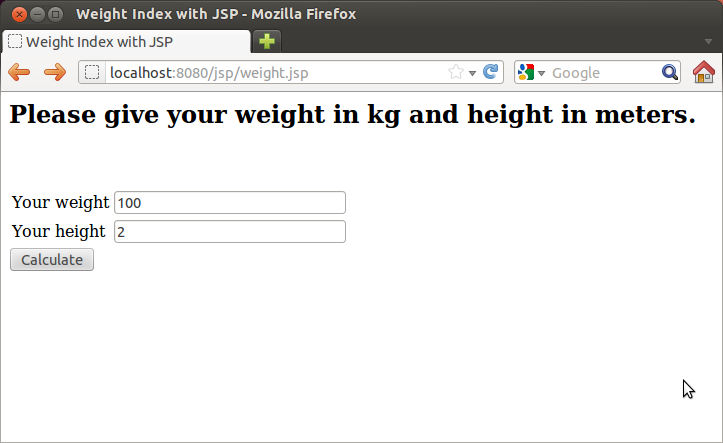 Weight Index with JSP - Mozilla Firefox
Weight Index with JSP
localhost:8080/jsp/weight.jsp
Google
Please give your weight in kg and height in meters.
Your weight 100
Your height 2
Calculate